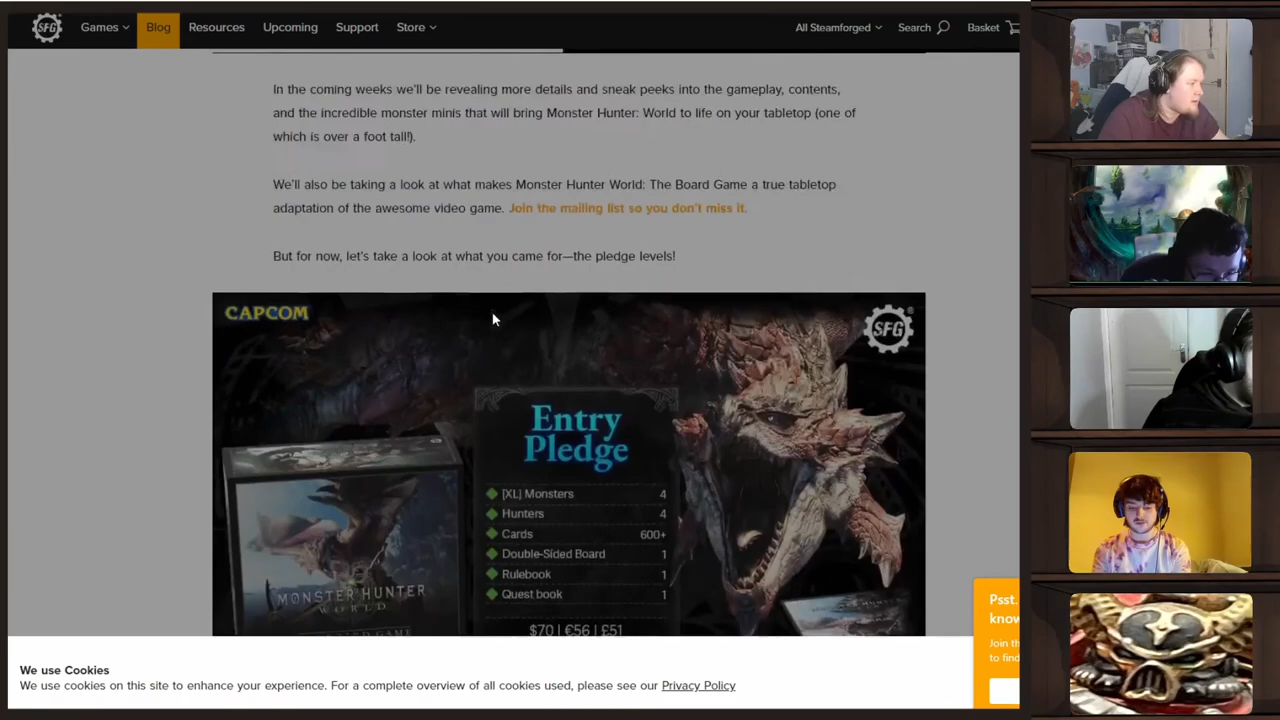 SFG
Games
Blog
Resources
Upcoming
Support
Store
All Steamforged
Search
Basket
In the coming weeks we'll be revealing more details and sneak peeks into the gameplay, contents,
and the incredible monster minis that will bring Monster Hunter: World to life on your tabletop (one of
which is over a foot tall!).
We'll also be taking a look at what makes Monster Hunter World: The Board Game a true tabletop
adaptation of the awesome video game. Join the mailing list so you don't miss it.
But for now, let's take a look at what you came for—the pledge levels!
CAPCOM
SFG
Entry
Pledge
[XL] Monsters 4
Hunters 4
Cards 600+
Double-Sided Board 1
Rulebook 1
Quest book 1
$70 | €56 | £51
MONSTER HUNTER
WORLD
Psst.
know
Join th
to find
We use Cookies
We use cookies on this site to enhance your experience. For a complete overview of all cookies used, please see our Privacy Policy